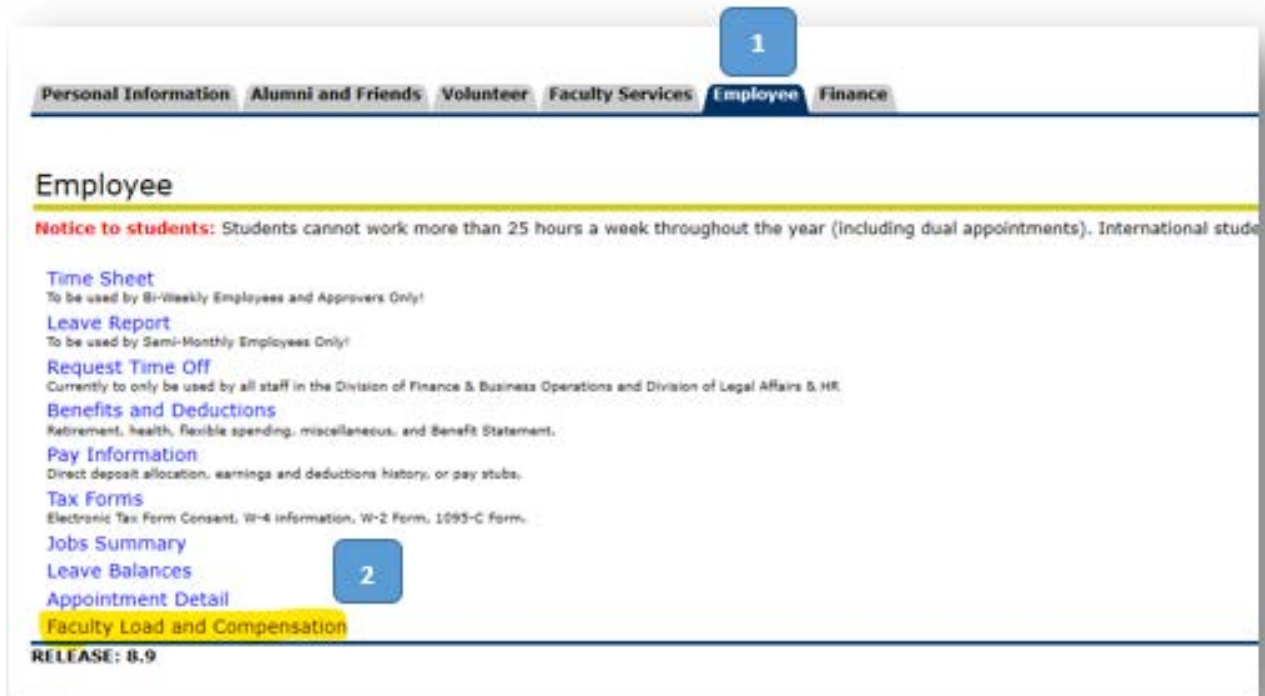 1
Personal Information Alumni and Friends Volunteer Faculty Services Employee Finance
Employee
Notice to students: Students cannot work more than 25 hours a week throughout the year (including dual appointments). International stude
Time Sheet
To be used by Bi-Weekly Employees and Approvers Only!
Leave Report
To be used by Semi-Monthly Employees Only!
Request Time Off
Currently to only be used by all staff in the Division of Finance & Business Operations and Division of Legal Affairs & HR
Benefits and Deductions
Retirement, health, flexible spending, miscellaneous, and Benefit Statement.
Pay Information
Direct deposit allocation, earnings and deductions history, or pay stubs.
Tax Forms
Electronic Tax Form Consent, W-4 information, W-2 Form, 1095-C Form.
Jobs Summary
Leave Balances
2
Appointment Detail
Faculty Load and Compensation
RELEASE: 8.9